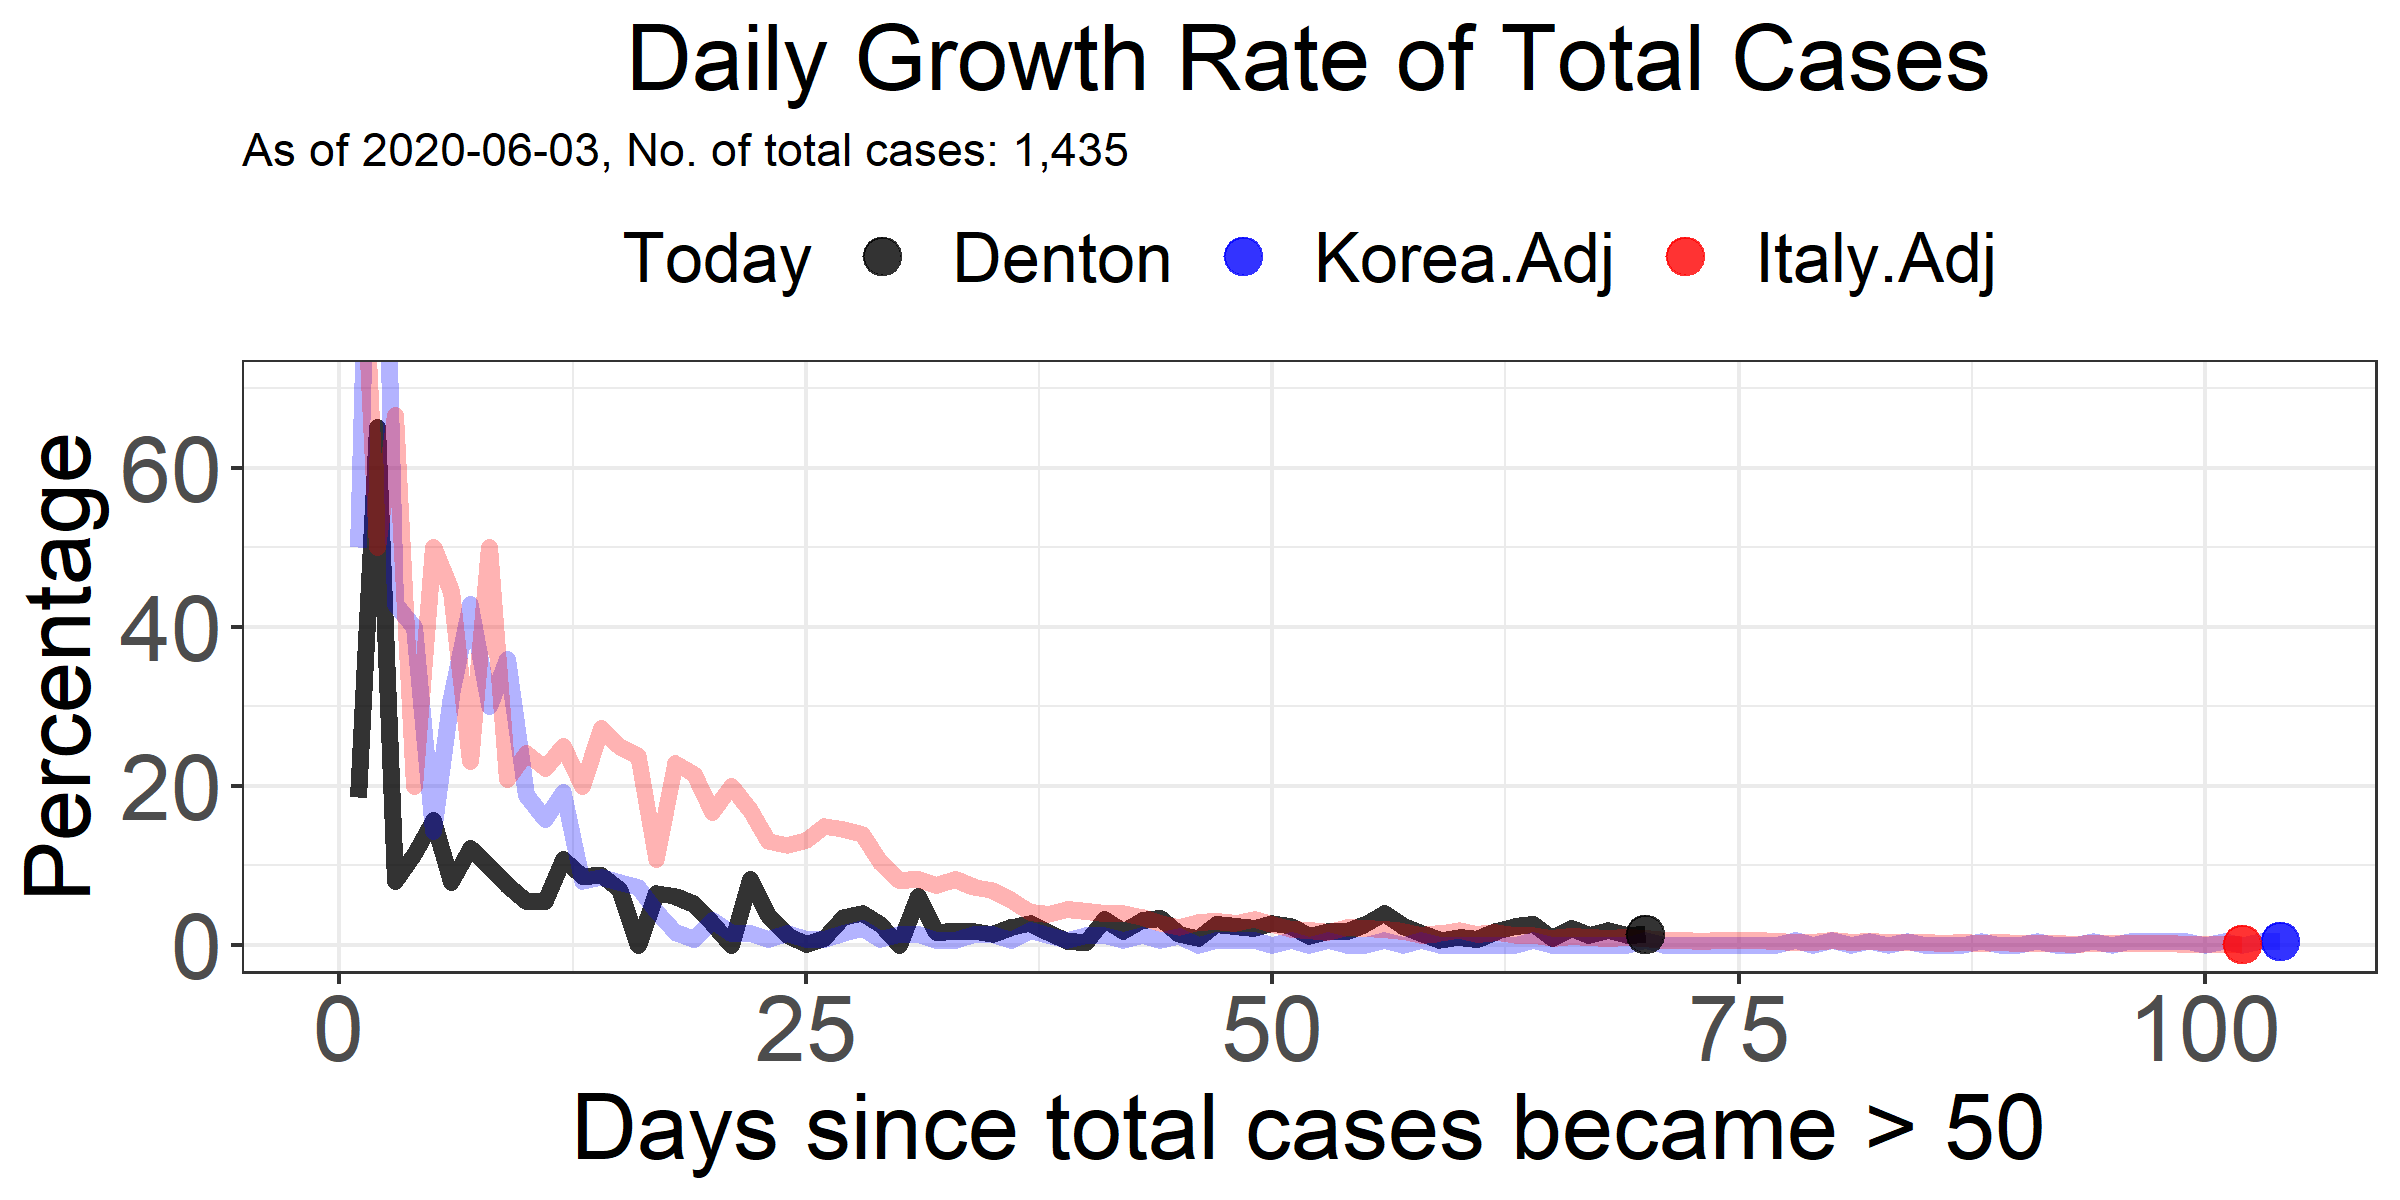 Daily Growth Rate of Total Cases
As of 2020-06-03, No. of total cases: 1,435
Today Denton Korea.Adj Italy.Adj
Percentage
60
40
20
0
0 25 50 75 100
Days since total cases became > 50